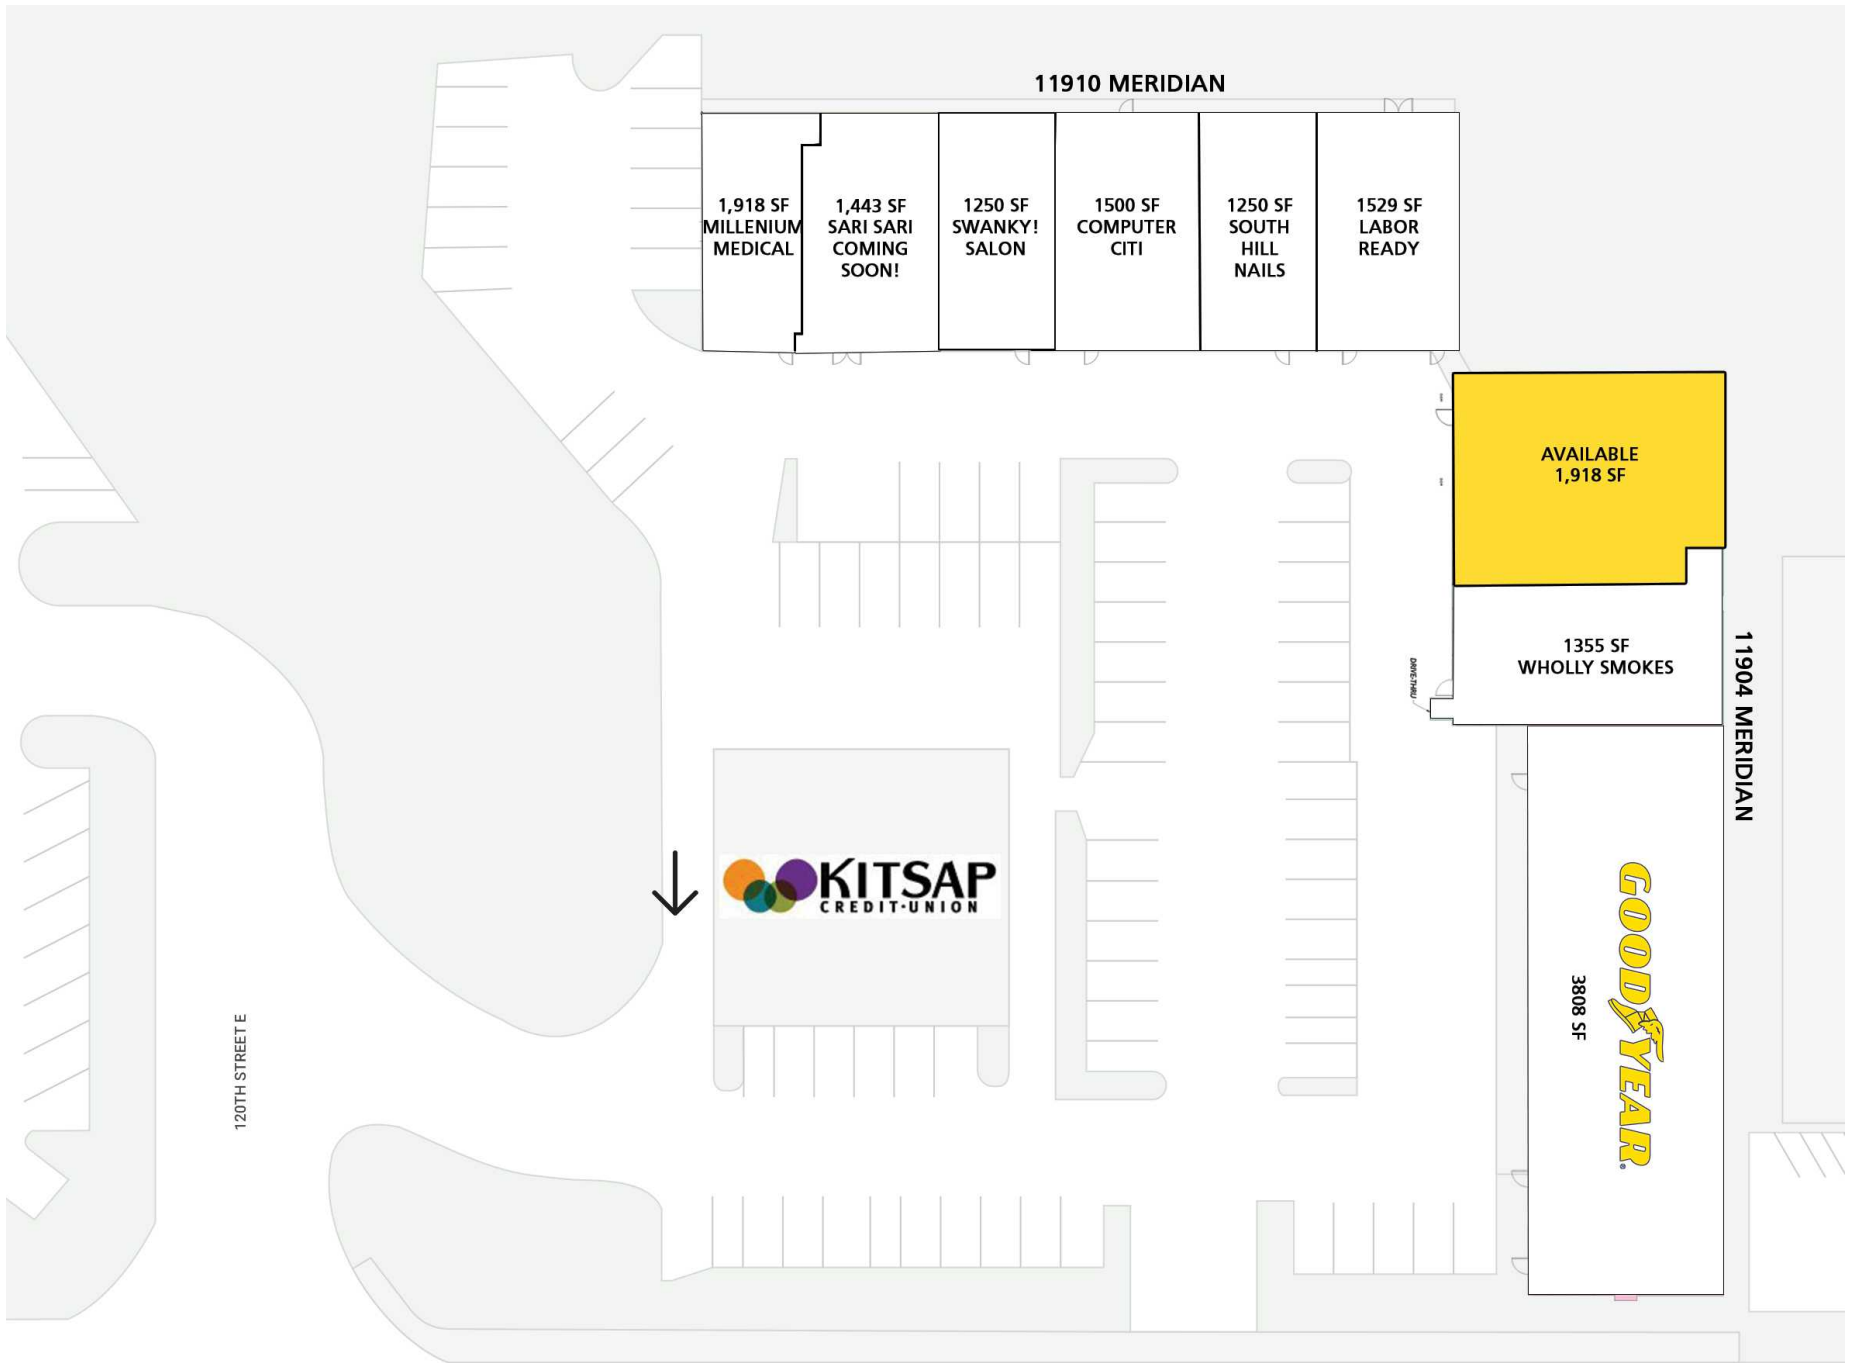 11910 MERIDIAN
1,918 SF
MILLENIUM
MEDICAL
1,443 SF
SARI SARI
COMING
SOON!
1250 SF
SWANKY!
SALON
1500 SF
COMPUTER
CITI
1250 SF
SOUTH
HILL
NAILS
1529 SF
LABOR
READY
AVAILABLE
1,918 SF
1355 SF
WHOLLY SMOKES
DRIVE-THRU
11904 MERIDIAN
KITSAP
CREDIT·UNION
GOODYEAR®
3808 SF
120TH STREET E